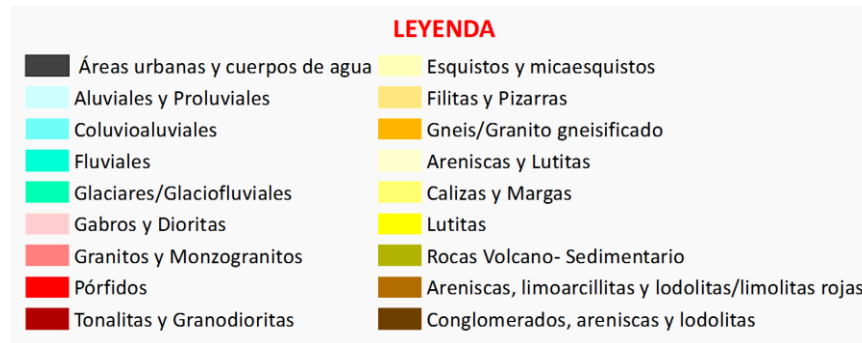 LEYENDA
Áreas urbanas y cuerpos de agua
Aluviales y Proluviales
Coluvioaluviales
Fluviales
Glaciares/Glaciofluviales
Gabros y Dioritas
Granitos y Monzogranitos
Pórfidos
Tonalitas y Granodioritas
Esquistos y micaesquistos
Filitas y Pizarras
Gneis/Granito gneisificado
Areniscas y Lutitas
Calizas y Margas
Lutitas
Rocas Volcano- Sedimentario
Areniscas, limoarcillitas y lodolitas/limolitas rojas
Conglomerados, areniscas y lodolitas